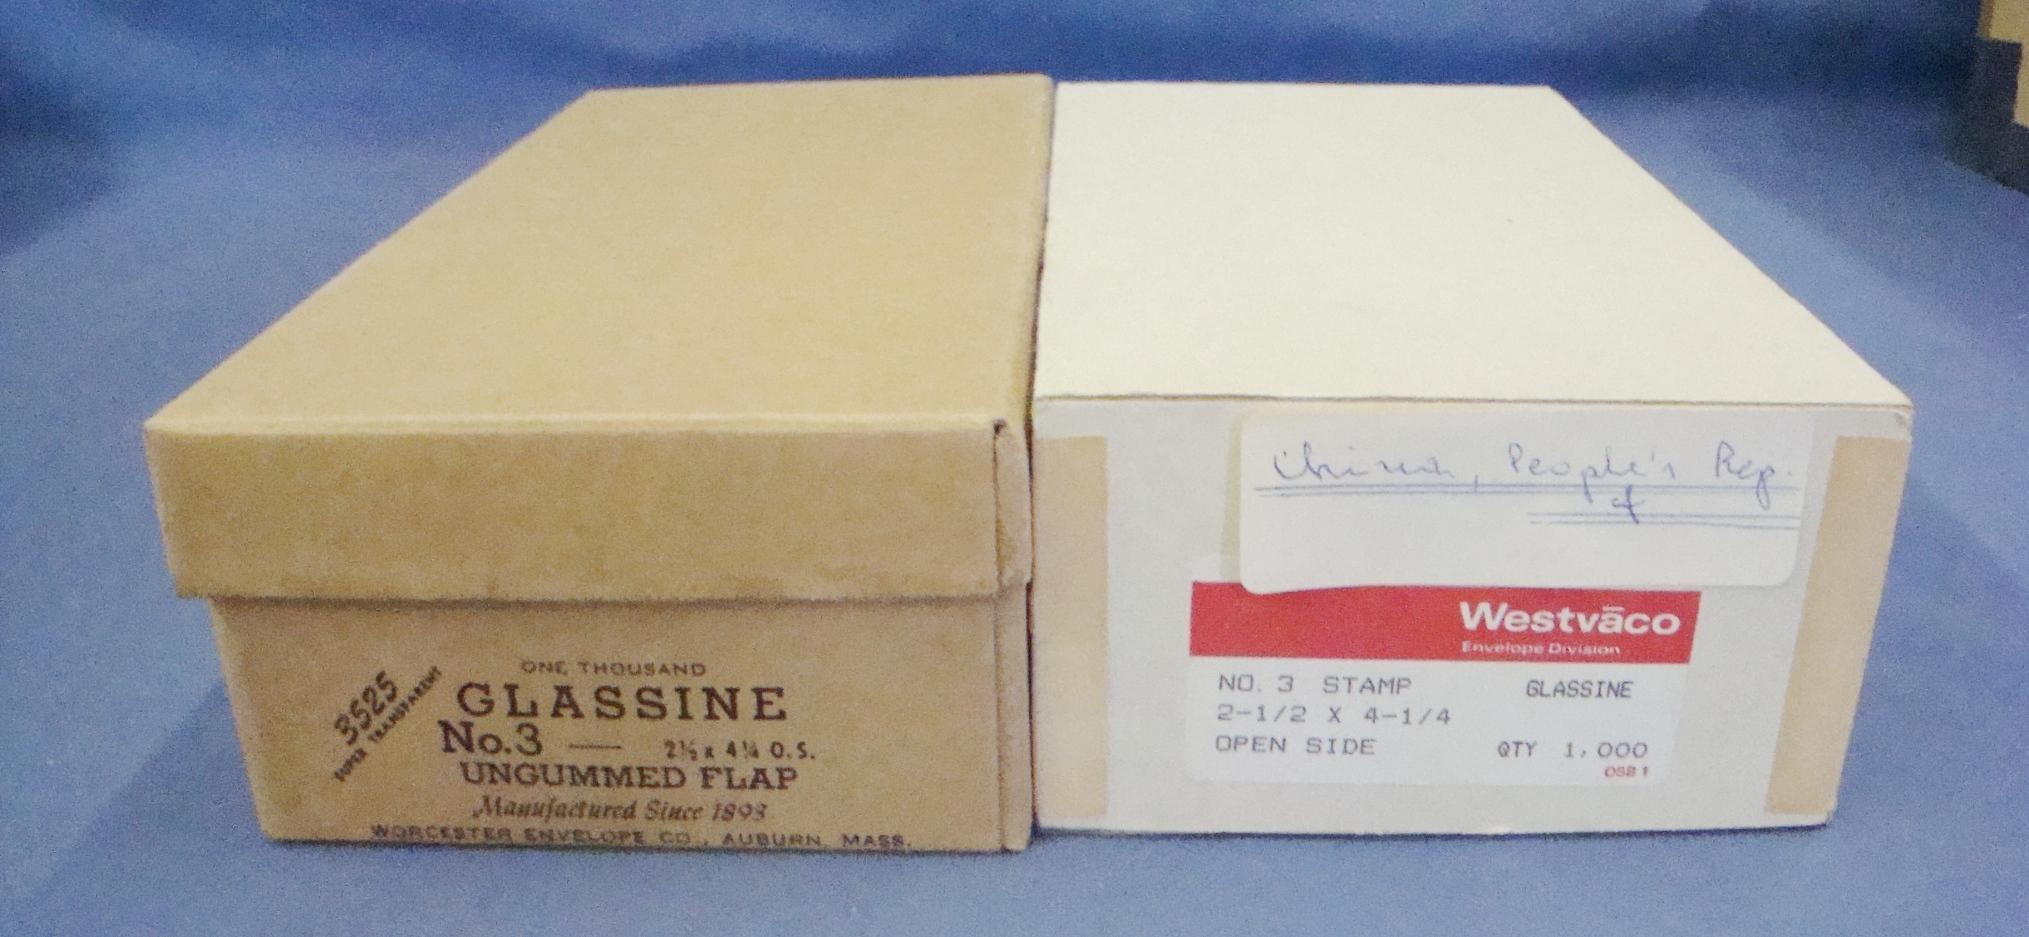 3525
SUPER TRANSPARENT
ONE THOUSAND
GLASSINE
No.3 — 2½ x 4¼ O.S.
UNGUMMED FLAP
Manufactured Since 1893
WORCESTER ENVELOPE CO., AUBURN, MASS.
China, People's Rep.
of
Westvāco
Envelope Division
NO. 3 STAMP GLASSINE
2-1/2 X 4-1/4
OPEN SIDE QTY 1,000
OSB 1